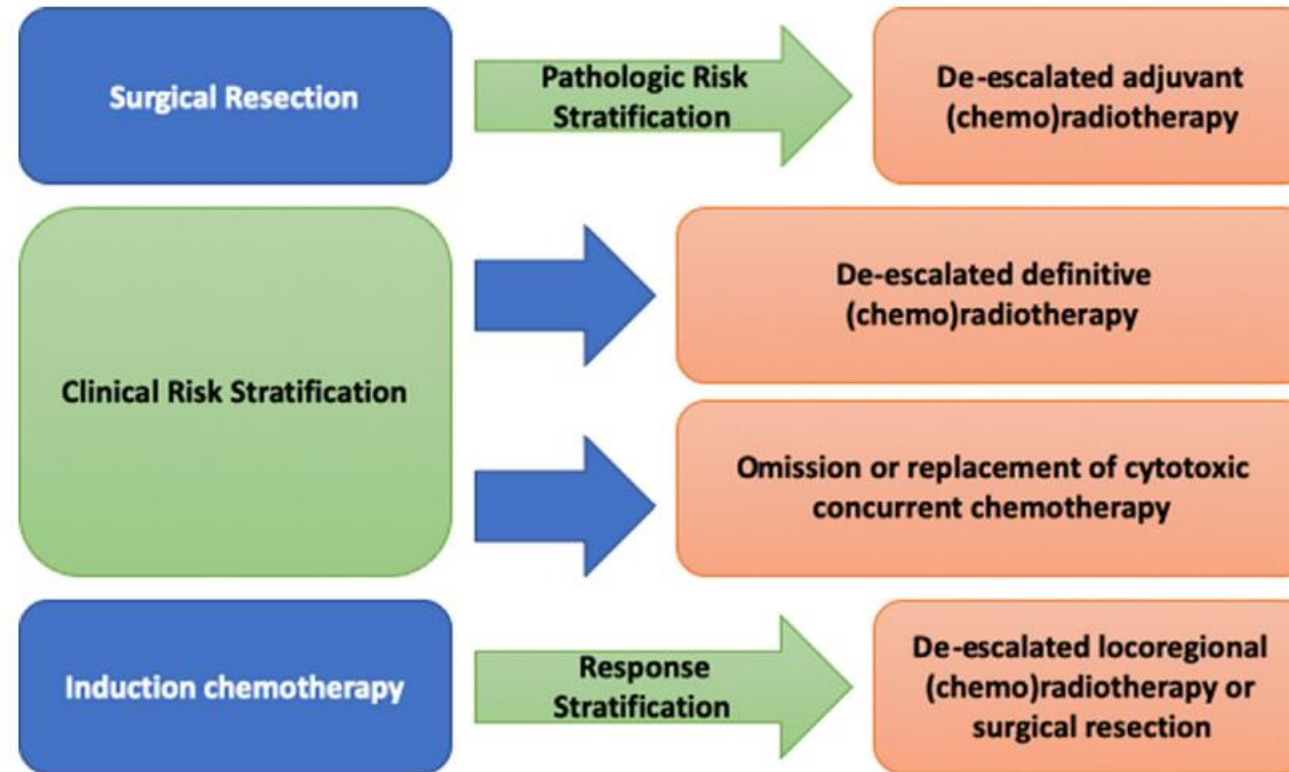 Surgical Resection
Pathologic Risk
Stratification
De-escalated adjuvant
(chemo)radiotherapy
Clinical Risk Stratification
De-escalated definitive
(chemo)radiotherapy
Omission or replacement of cytotoxic
concurrent chemotherapy
Induction chemotherapy
Response
Stratification
De-escalated locoregional
(chemo)radiotherapy or
surgical resection